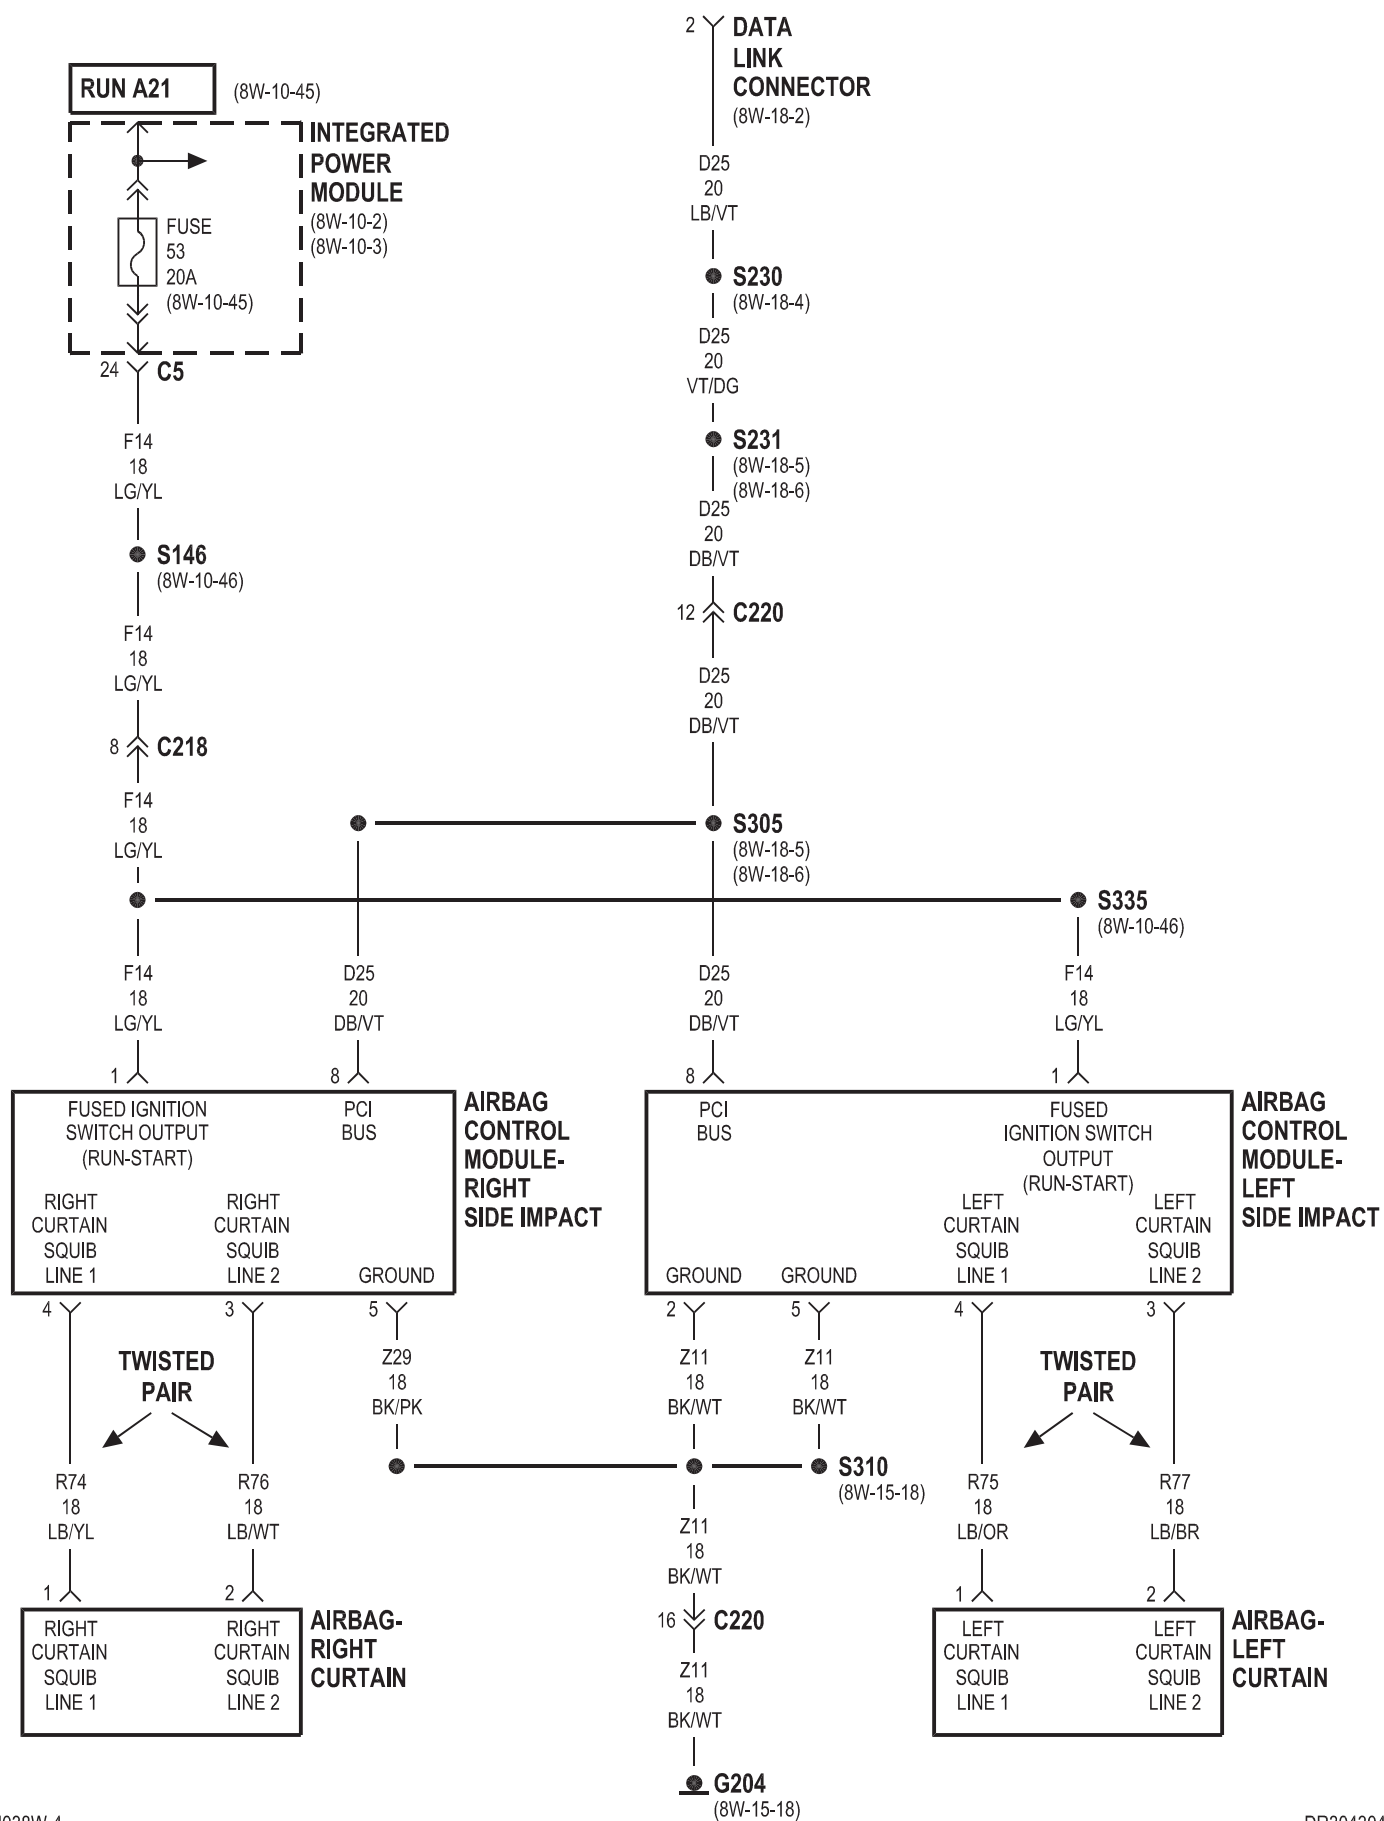 2
DATA
LINK
CONNECTOR
(8W-18-2)
RUN A21
(8W-10-45)
INTEGRATED
POWER
MODULE
(8W-10-2)
(8W-10-3)
FUSE
53
20A
(8W-10-45)
24
C5
D25
20
LB/VT
S230
(8W-18-4)
D25
20
VT/DG
S231
(8W-18-5)
(8W-18-6)
D25
20
DB/VT
12
C220
D25
20
DB/VT
F14
18
LG/YL
S146
(8W-10-46)
F14
18
LG/YL
8
C218
F14
18
LG/YL
S305
(8W-18-5)
(8W-18-6)
S335
(8W-10-46)
F14
18
LG/YL
D25
20
DB/VT
D25
20
DB/VT
F14
18
LG/YL
1
8
8
1
FUSED IGNITION
SWITCH OUTPUT
(RUN-START)
PCI
BUS
RIGHT
CURTAIN
SQUIB
LINE 1
RIGHT
CURTAIN
SQUIB
LINE 2
GROUND
AIRBAG
CONTROL
MODULE-
RIGHT
SIDE IMPACT
PCI
BUS
FUSED
IGNITION SWITCH
OUTPUT
(RUN-START)
GROUND
GROUND
LEFT
CURTAIN
SQUIB
LINE 1
LEFT
CURTAIN
SQUIB
LINE 2
AIRBAG
CONTROL
MODULE-
LEFT
SIDE IMPACT
4
3
5
2
5
4
3
TWISTED
PAIR
Z29
18
BK/PK
Z11
18
BK/WT
Z11
18
BK/WT
TWISTED
PAIR
S310
(8W-15-18)
R74
18
LB/YL
R76
18
LB/WT
Z11
18
BK/WT
R75
18
LB/OR
R77
18
LB/BR
1
2
16
C220
1
2
RIGHT
CURTAIN
SQUIB
LINE 1
RIGHT
CURTAIN
SQUIB
LINE 2
AIRBAG-
RIGHT
CURTAIN
Z11
18
BK/WT
LEFT
CURTAIN
SQUIB
LINE 1
LEFT
CURTAIN
SQUIB
LINE 2
AIRBAG-
LEFT
CURTAIN
G204
(8W-15-18)